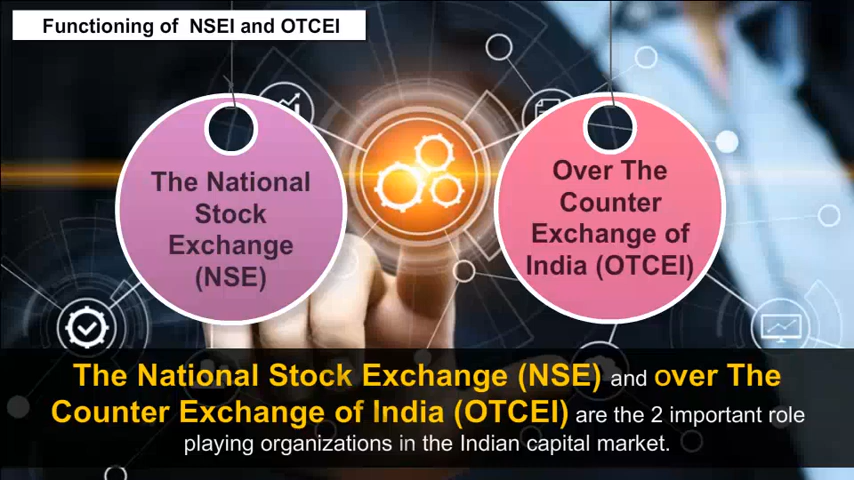 Functioning of NSEI and OTCEI
The National
Stock
Exchange
(NSE)
Over The
Counter
Exchange of
India (OTCEI)
The National Stock Exchange (NSE) and over The
Counter Exchange of India (OTCEI) are the 2 important role
playing organizations in the Indian capital market.